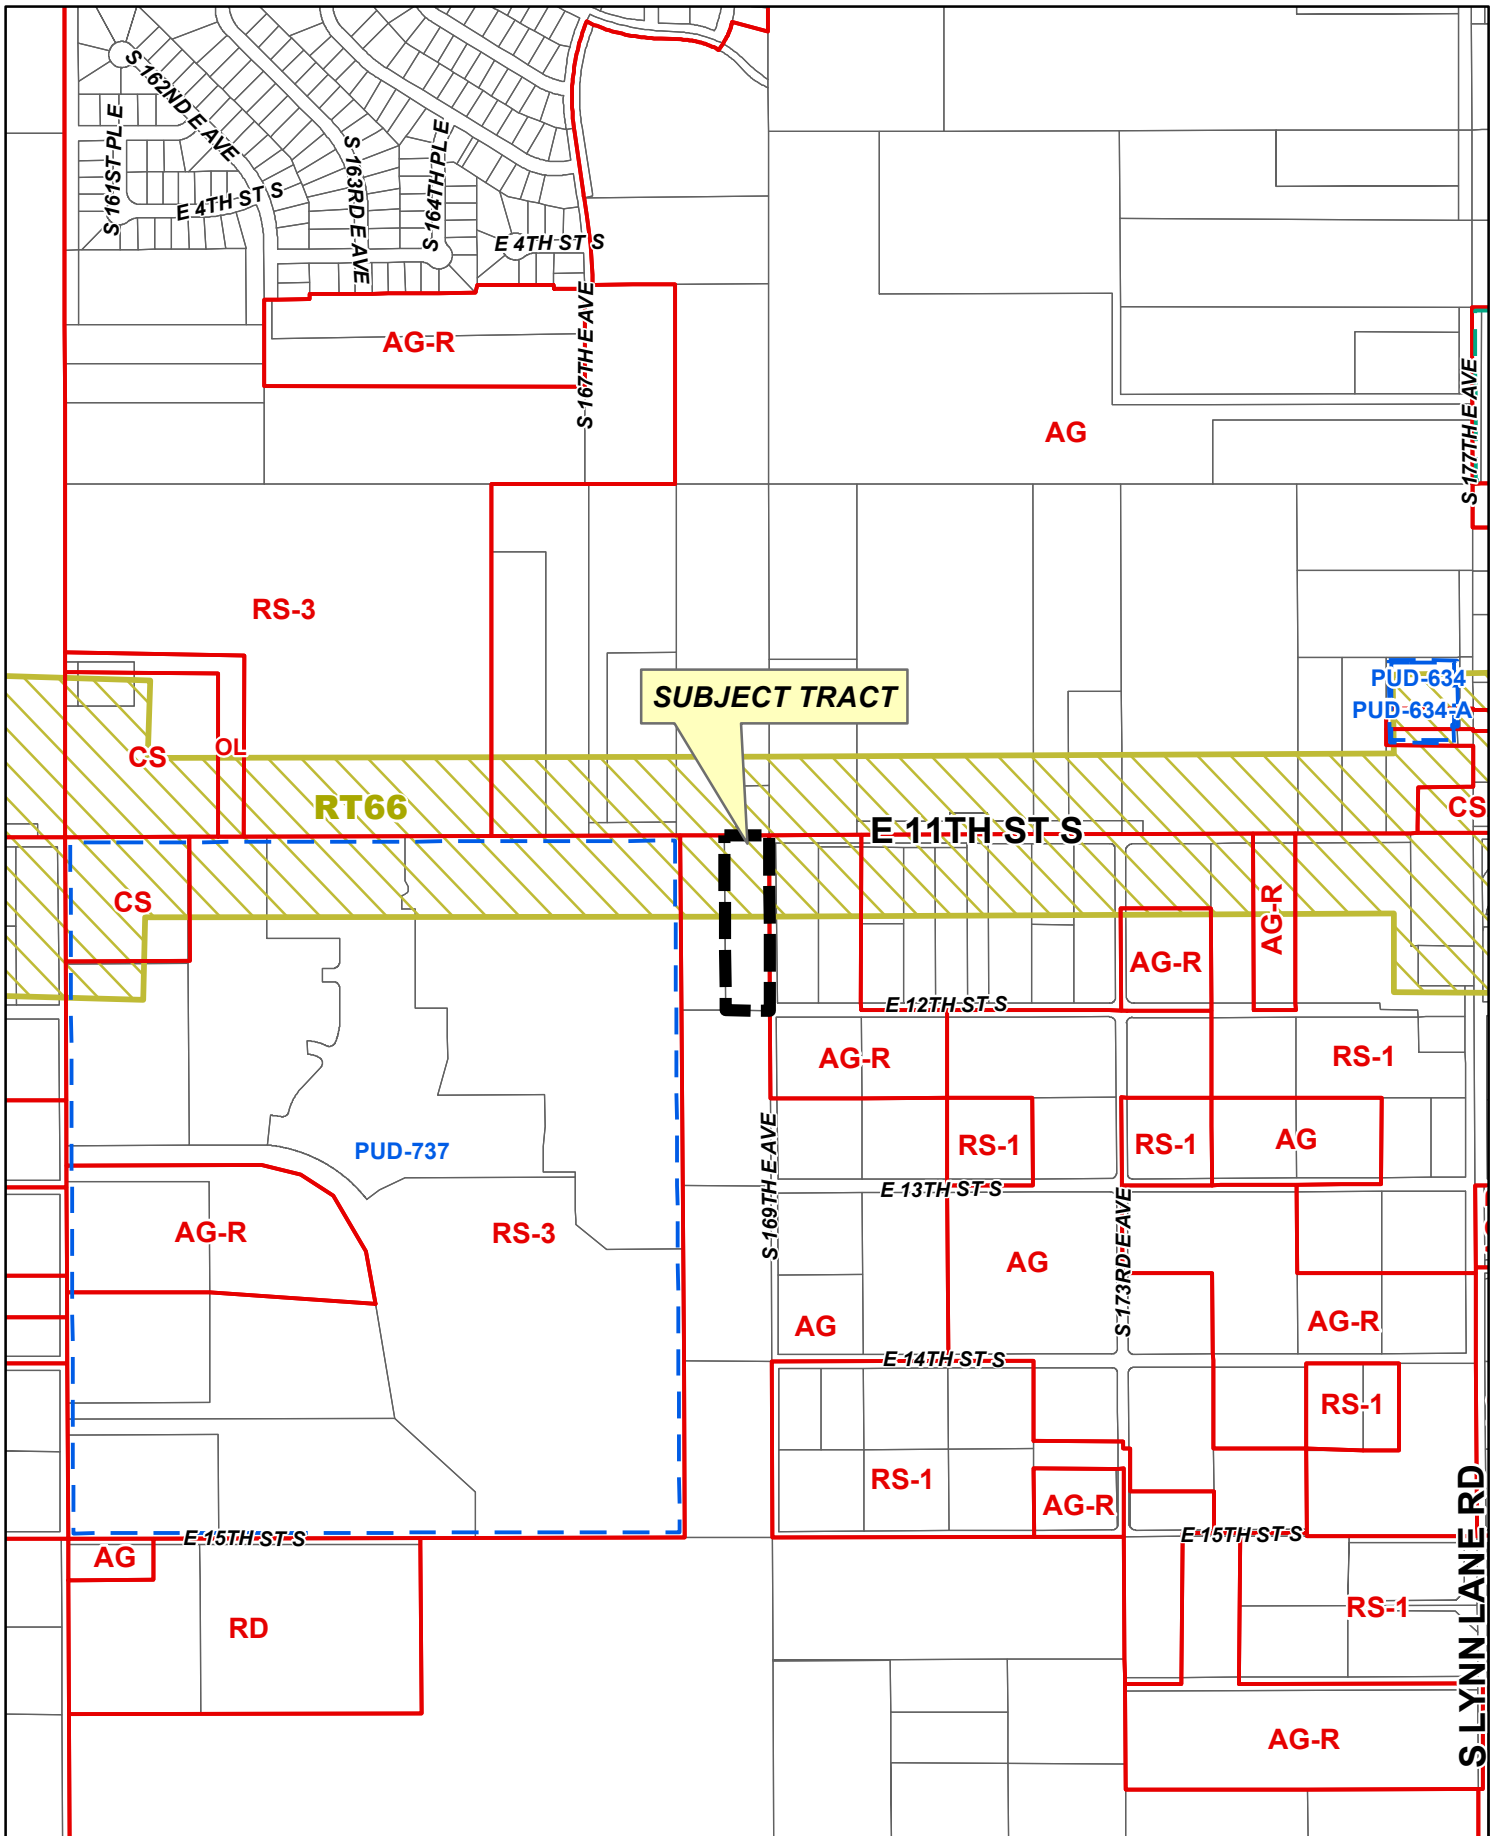 S 162ND E AVE
S 161ST PL E
E 4TH ST S
S 163RD E AVE
S 164TH PL E
E 4TH ST S
AG-R
S 167TH E AVE
AG
S 177TH E AVE
RS-3
SUBJECT TRACT
PUD-634
PUD-634-A
CS
OL
RT66
CS
E 11TH ST S
CS
AG-R
AG-R
E 12TH ST S
AG-R
RS-1
PUD-737
S 169TH E AVE
RS-1
RS-1
AG
E 13TH ST S
AG-R
RS-3
S 173RD E AVE
AG
AG
AG-R
E 14TH ST S
RS-1
RS-1
AG-R
E 15TH ST S
E 15TH ST S
AG
RD
RS-1
S LYNN LANE RD
AG-R